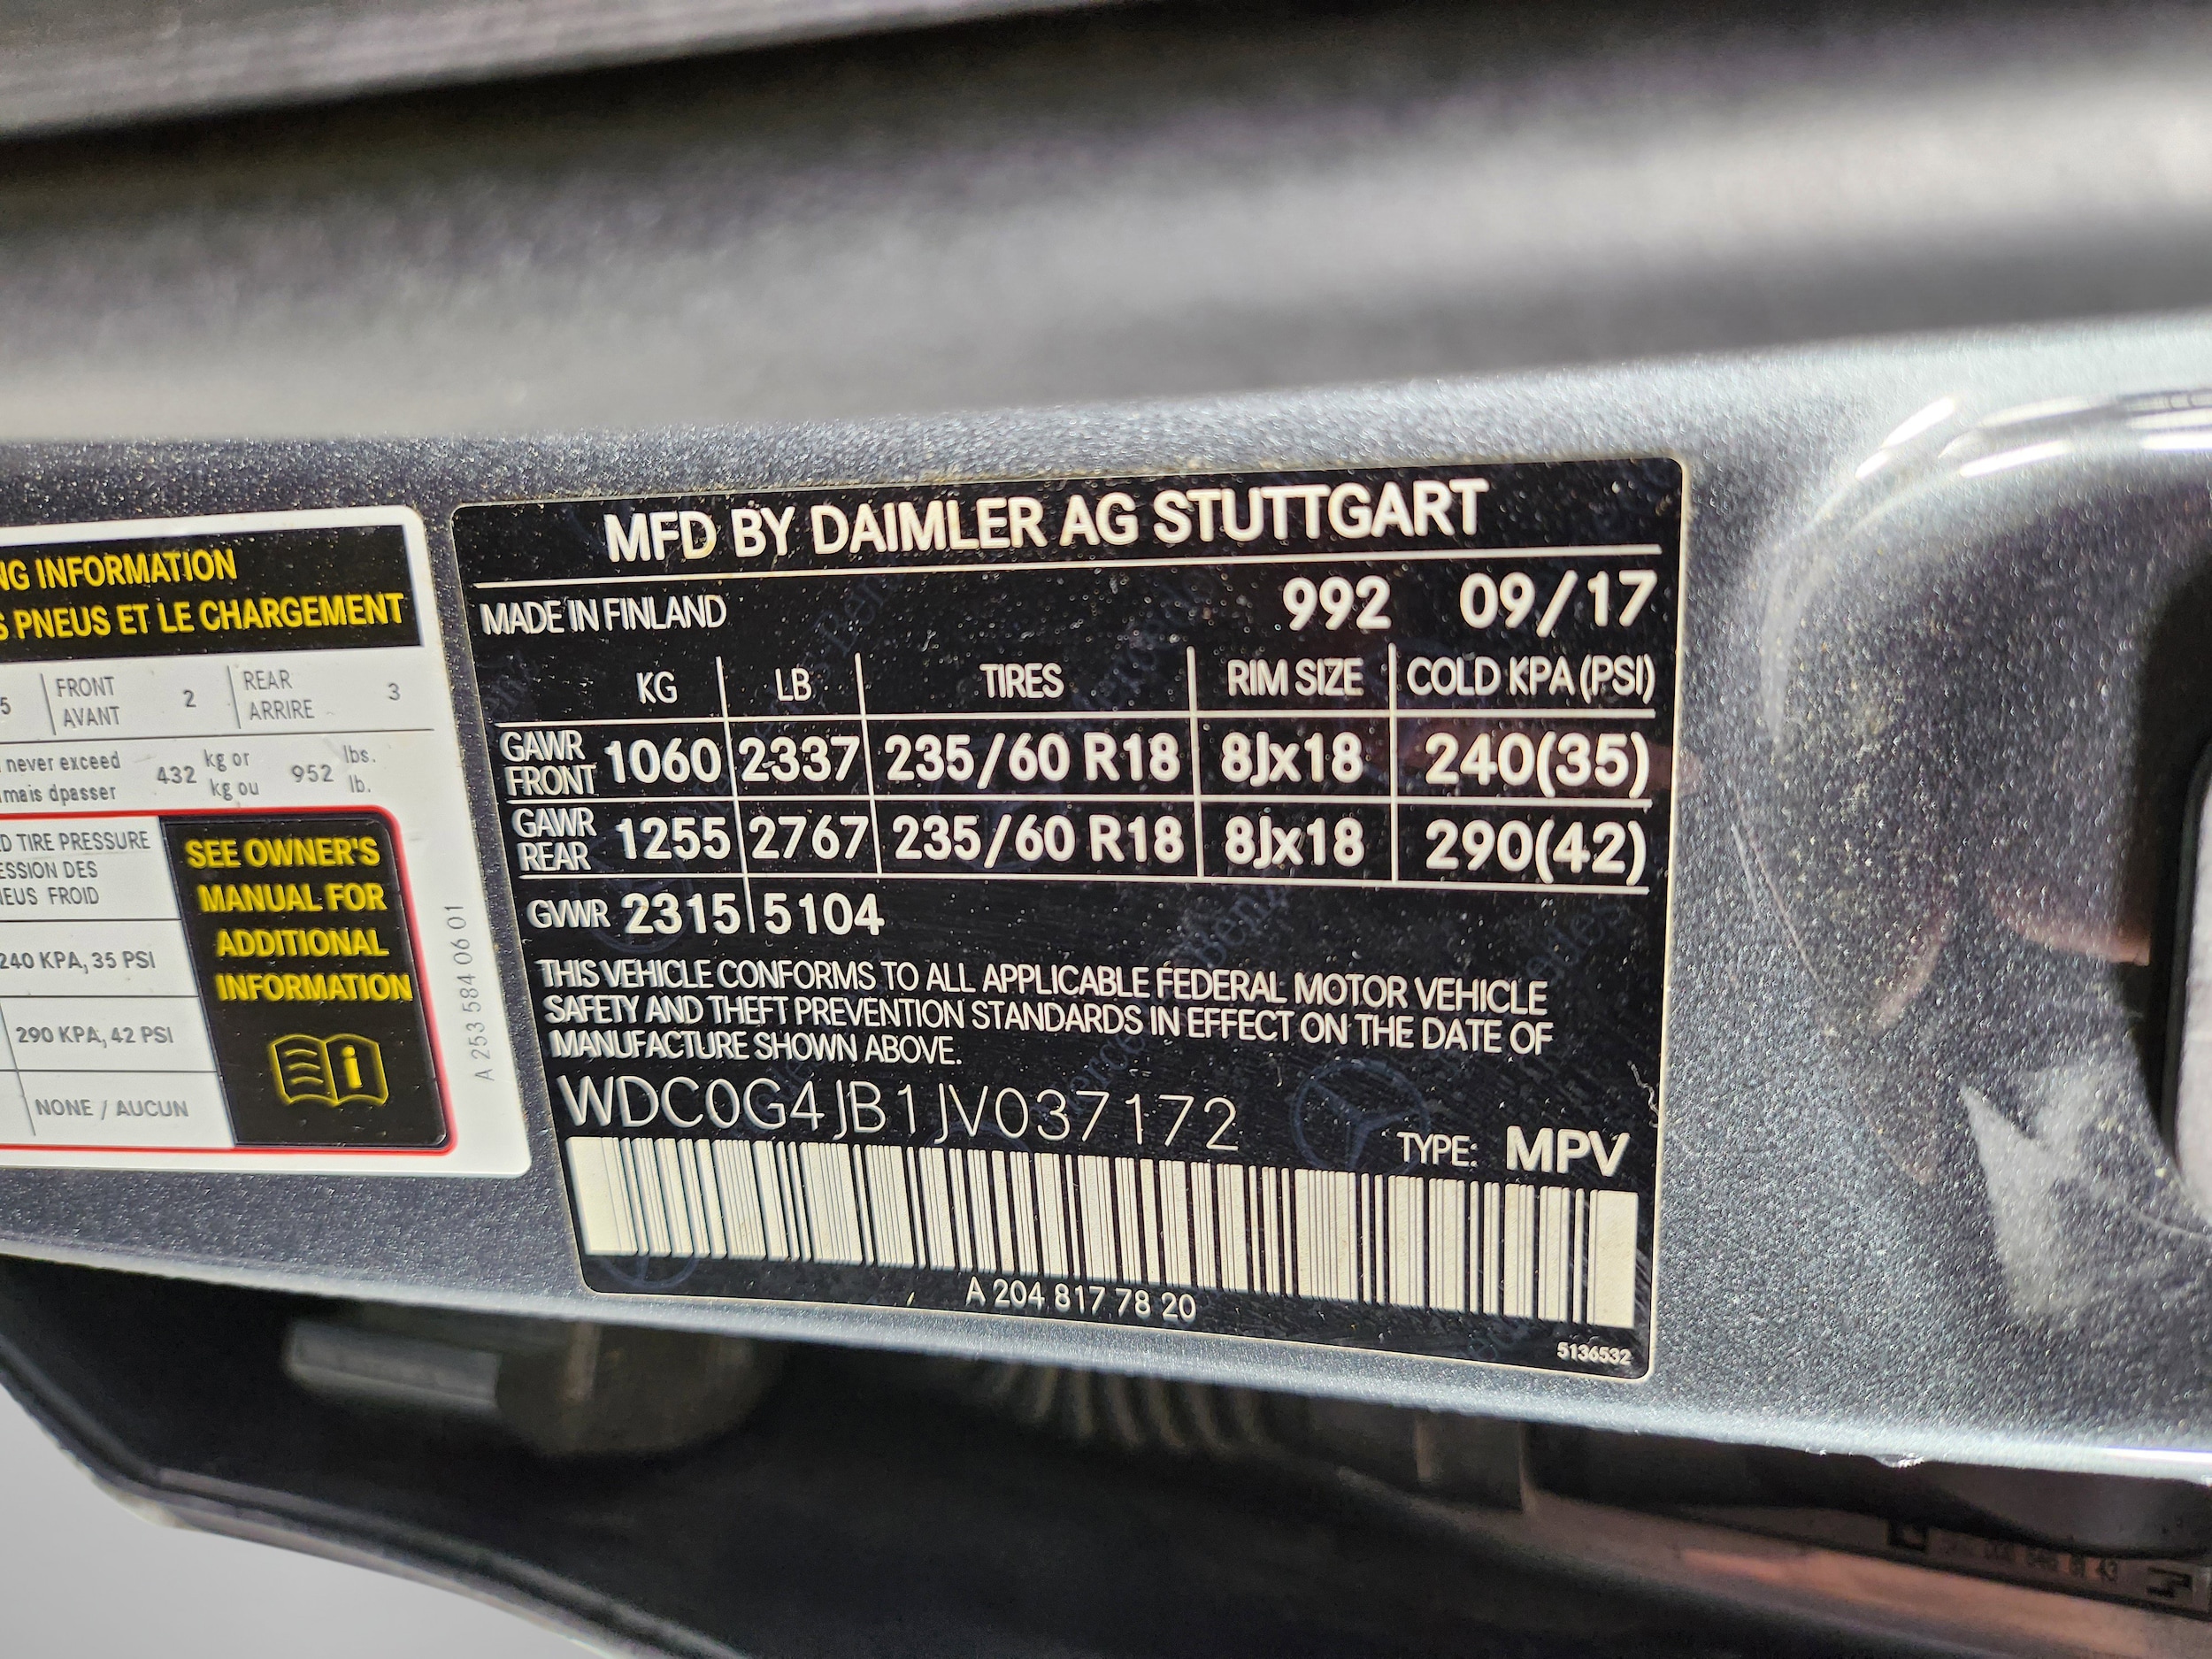 NG INFORMATION
S PNEUS ET LE CHARGEMENT
5 FRONT AVANT 2 REAR ARRIRE 3
never exceed 432 kg or 952 lbs.
mais dpasser kg ou lb.
D TIRE PRESSURE
ESSION DES
EUS FROID
240 KPA, 35 PSI
290 KPA, 42 PSI
NONE / AUCUN
SEE OWNER'S
MANUAL FOR
ADDITIONAL
INFORMATION
A 253 584 06 01
MFD BY DAIMLER AG STUTTGART
MADE IN FINLAND 992 09/17
KG LB TIRES RIM SIZE COLD KPA (PSI)
GAWR FRONT 1060 2337 235/60 R18 8Jx18 240(35)
GAWR REAR 1255 2767 235/60 R18 8Jx18 290(42)
GVWR 2315 5104
THIS VEHICLE CONFORMS TO ALL APPLICABLE FEDERAL MOTOR VEHICLE
SAFETY AND THEFT PREVENTION STANDARDS IN EFFECT ON THE DATE OF
MANUFACTURE SHOWN ABOVE.
WDC0G4JB1JV037172
TYPE: MPV
A 204 817 78 20
5136532